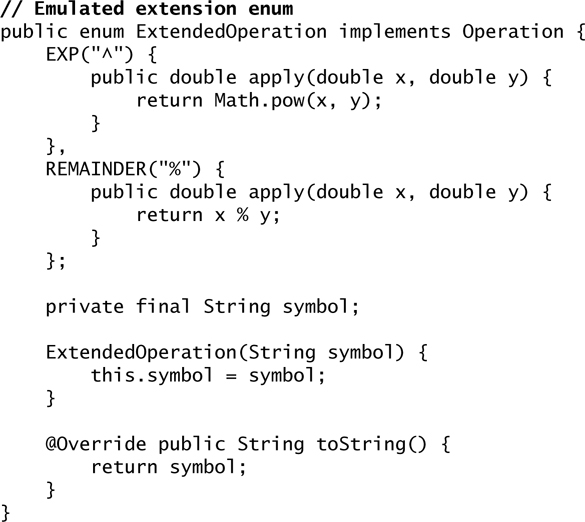 // Emulated extension enum
public enum ExtendedOperation implements Operation {
    EXP("^") {
        public double apply(double x, double y) {
            return Math.pow(x, y);
        }
    },
    REMAINDER("%") {
        public double apply(double x, double y) {
            return x % y;
        }
    };

    private final String symbol;

    ExtendedOperation(String symbol) {
        this.symbol = symbol;
    }

    @Override public String toString() {
        return symbol;
    }
}